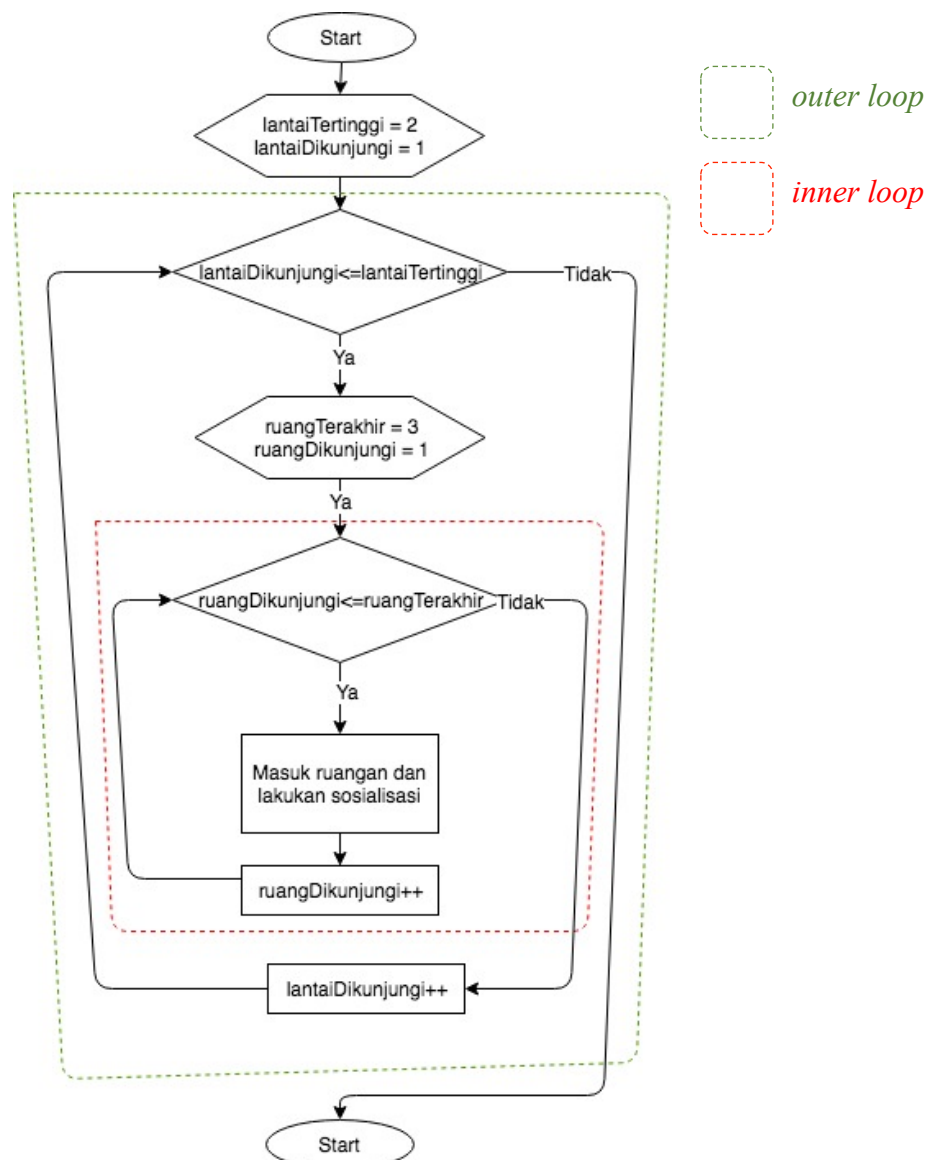 Start
lantaiTertinggi = 2
lantaiDikunjungi = 1
outer loop
inner loop
lantaiDikunjungi<=lantaiTertinggi
Tidak
Ya
ruangTerakhir = 3
ruangDikunjungi = 1
Ya
ruangDikunjungi<=ruangTerakhir
Tidak
Ya
Masuk ruangan dan
lakukan sosialisasi
ruangDikunjungi++
lantaiDikunjungi++
Start